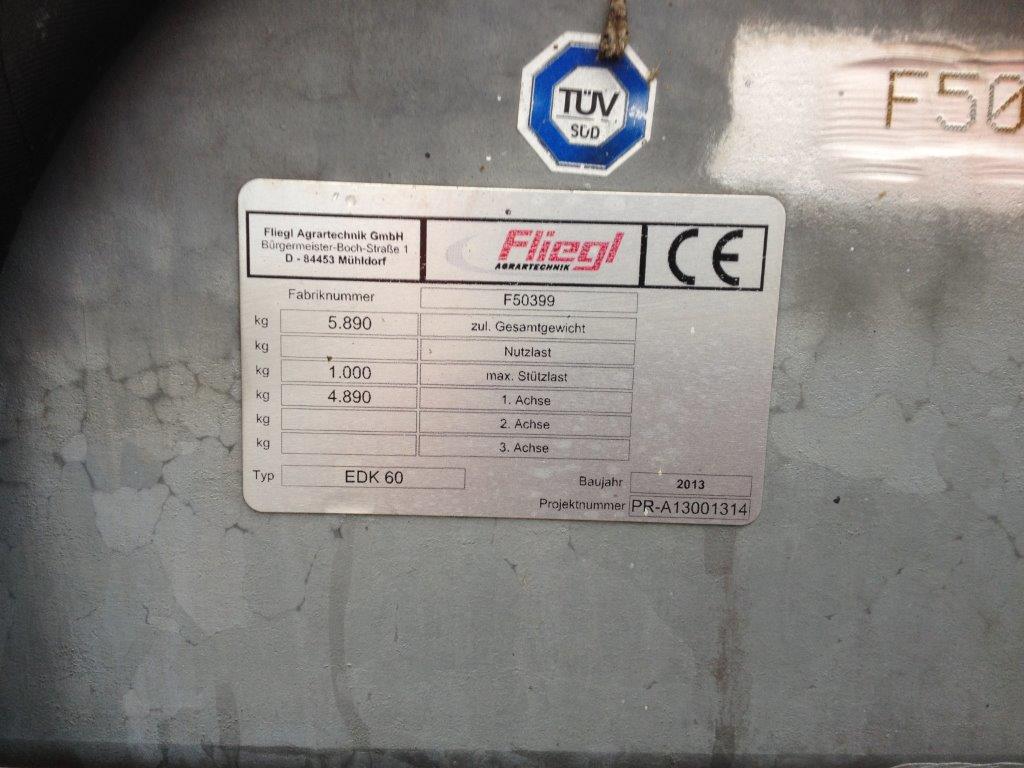 TÜV
SÜD
F50
Fliegl Agrartechnik GmbH
Bürgermeister-Boch-Straße 1
D - 84453 Mühldorf
Fliegl
AGRARTECHNIK
CE
Fabriknummer F50399
kg 5.890 zul. Gesamtgewicht
kg Nutzlast
kg 1.000 max. Stützlast
kg 4.890 1. Achse
kg 2. Achse
kg 3. Achse
Typ EDK 60 Baujahr 2013
Projektnummer PR-A13001314